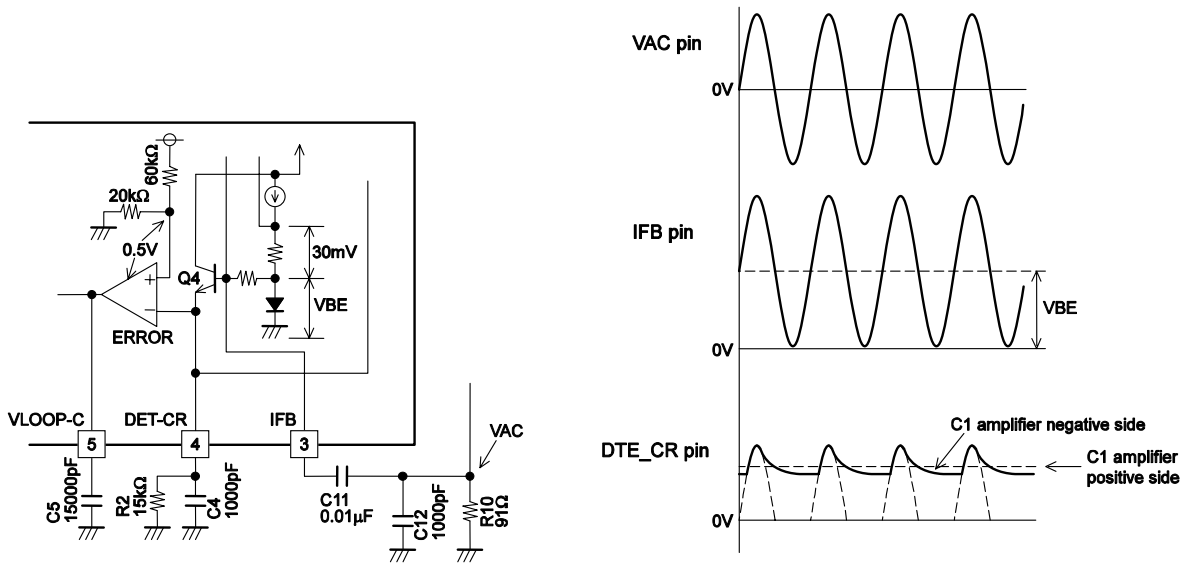 60kΩ
20kΩ
0.5V
Q4
30mV
VBE
+
−
ERROR
VLOOP-C
DET-CR
IFB
5
4
3
VAC
C5
15000pF
R2
15kΩ
C4
1000pF
C11
0.01μF
C12
1000pF
R10
91Ω
VAC pin
0V
IFB pin
VBE
0V
C1 amplifier negative side
DTE_CR pin
C1 amplifier
positive side
0V